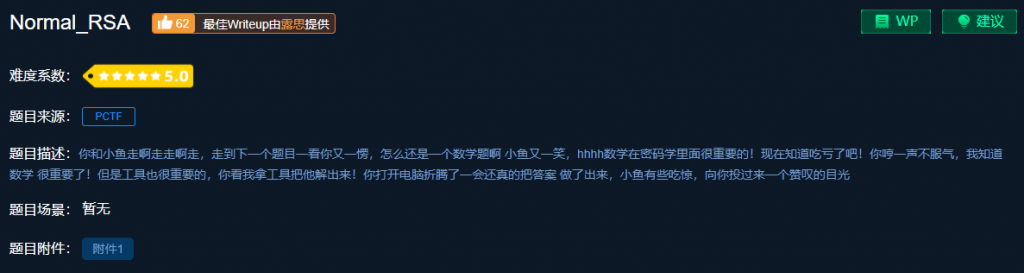 Normal_RSA 62 最佳Writeup由露思提供 WP 建议
难度系数： 5.0
题目来源： PCTF
题目描述：你和小鱼走啊走走啊走，走到下一个题目一看你又一愣，怎么还是一个数学题啊 小鱼又一笑，hhhh数学在密码学里面很重要的！现在知道吃亏了吧！你哼一声不服气，我知道
数学 很重要了！但是工具也很重要的，你看我拿工具把他解出来！你打开电脑折腾了一会还真的把答案 做了出来，小鱼有些吃惊，向你投过来一个赞叹的目光
题目场景： 暂无
题目附件： 附件1